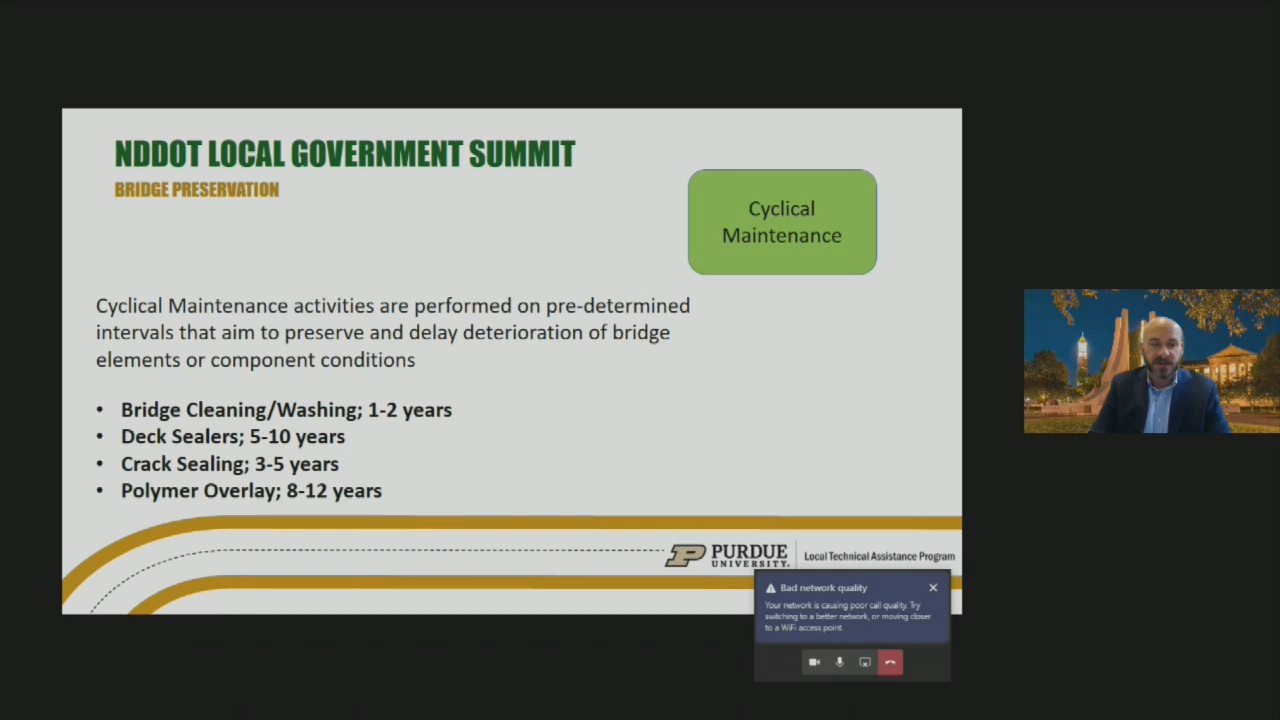 NDDOT LOCAL GOVERNMENT SUMMIT
BRIDGE PRESERVATION
Cyclical
Maintenance
Cyclical Maintenance activities are performed on pre-determined
intervals that aim to preserve and delay deterioration of bridge
elements or component conditions
• Bridge Cleaning/Washing; 1-2 years
• Deck Sealers; 5-10 years
• Crack Sealing; 3-5 years
• Polymer Overlay; 8-12 years
P PURDUE
UNIVERSITY.
Local Technical Assistance Program
Bad network quality
Your network is causing poor call quality. Try
switching to a better network, or moving closer
to a WiFi access point.